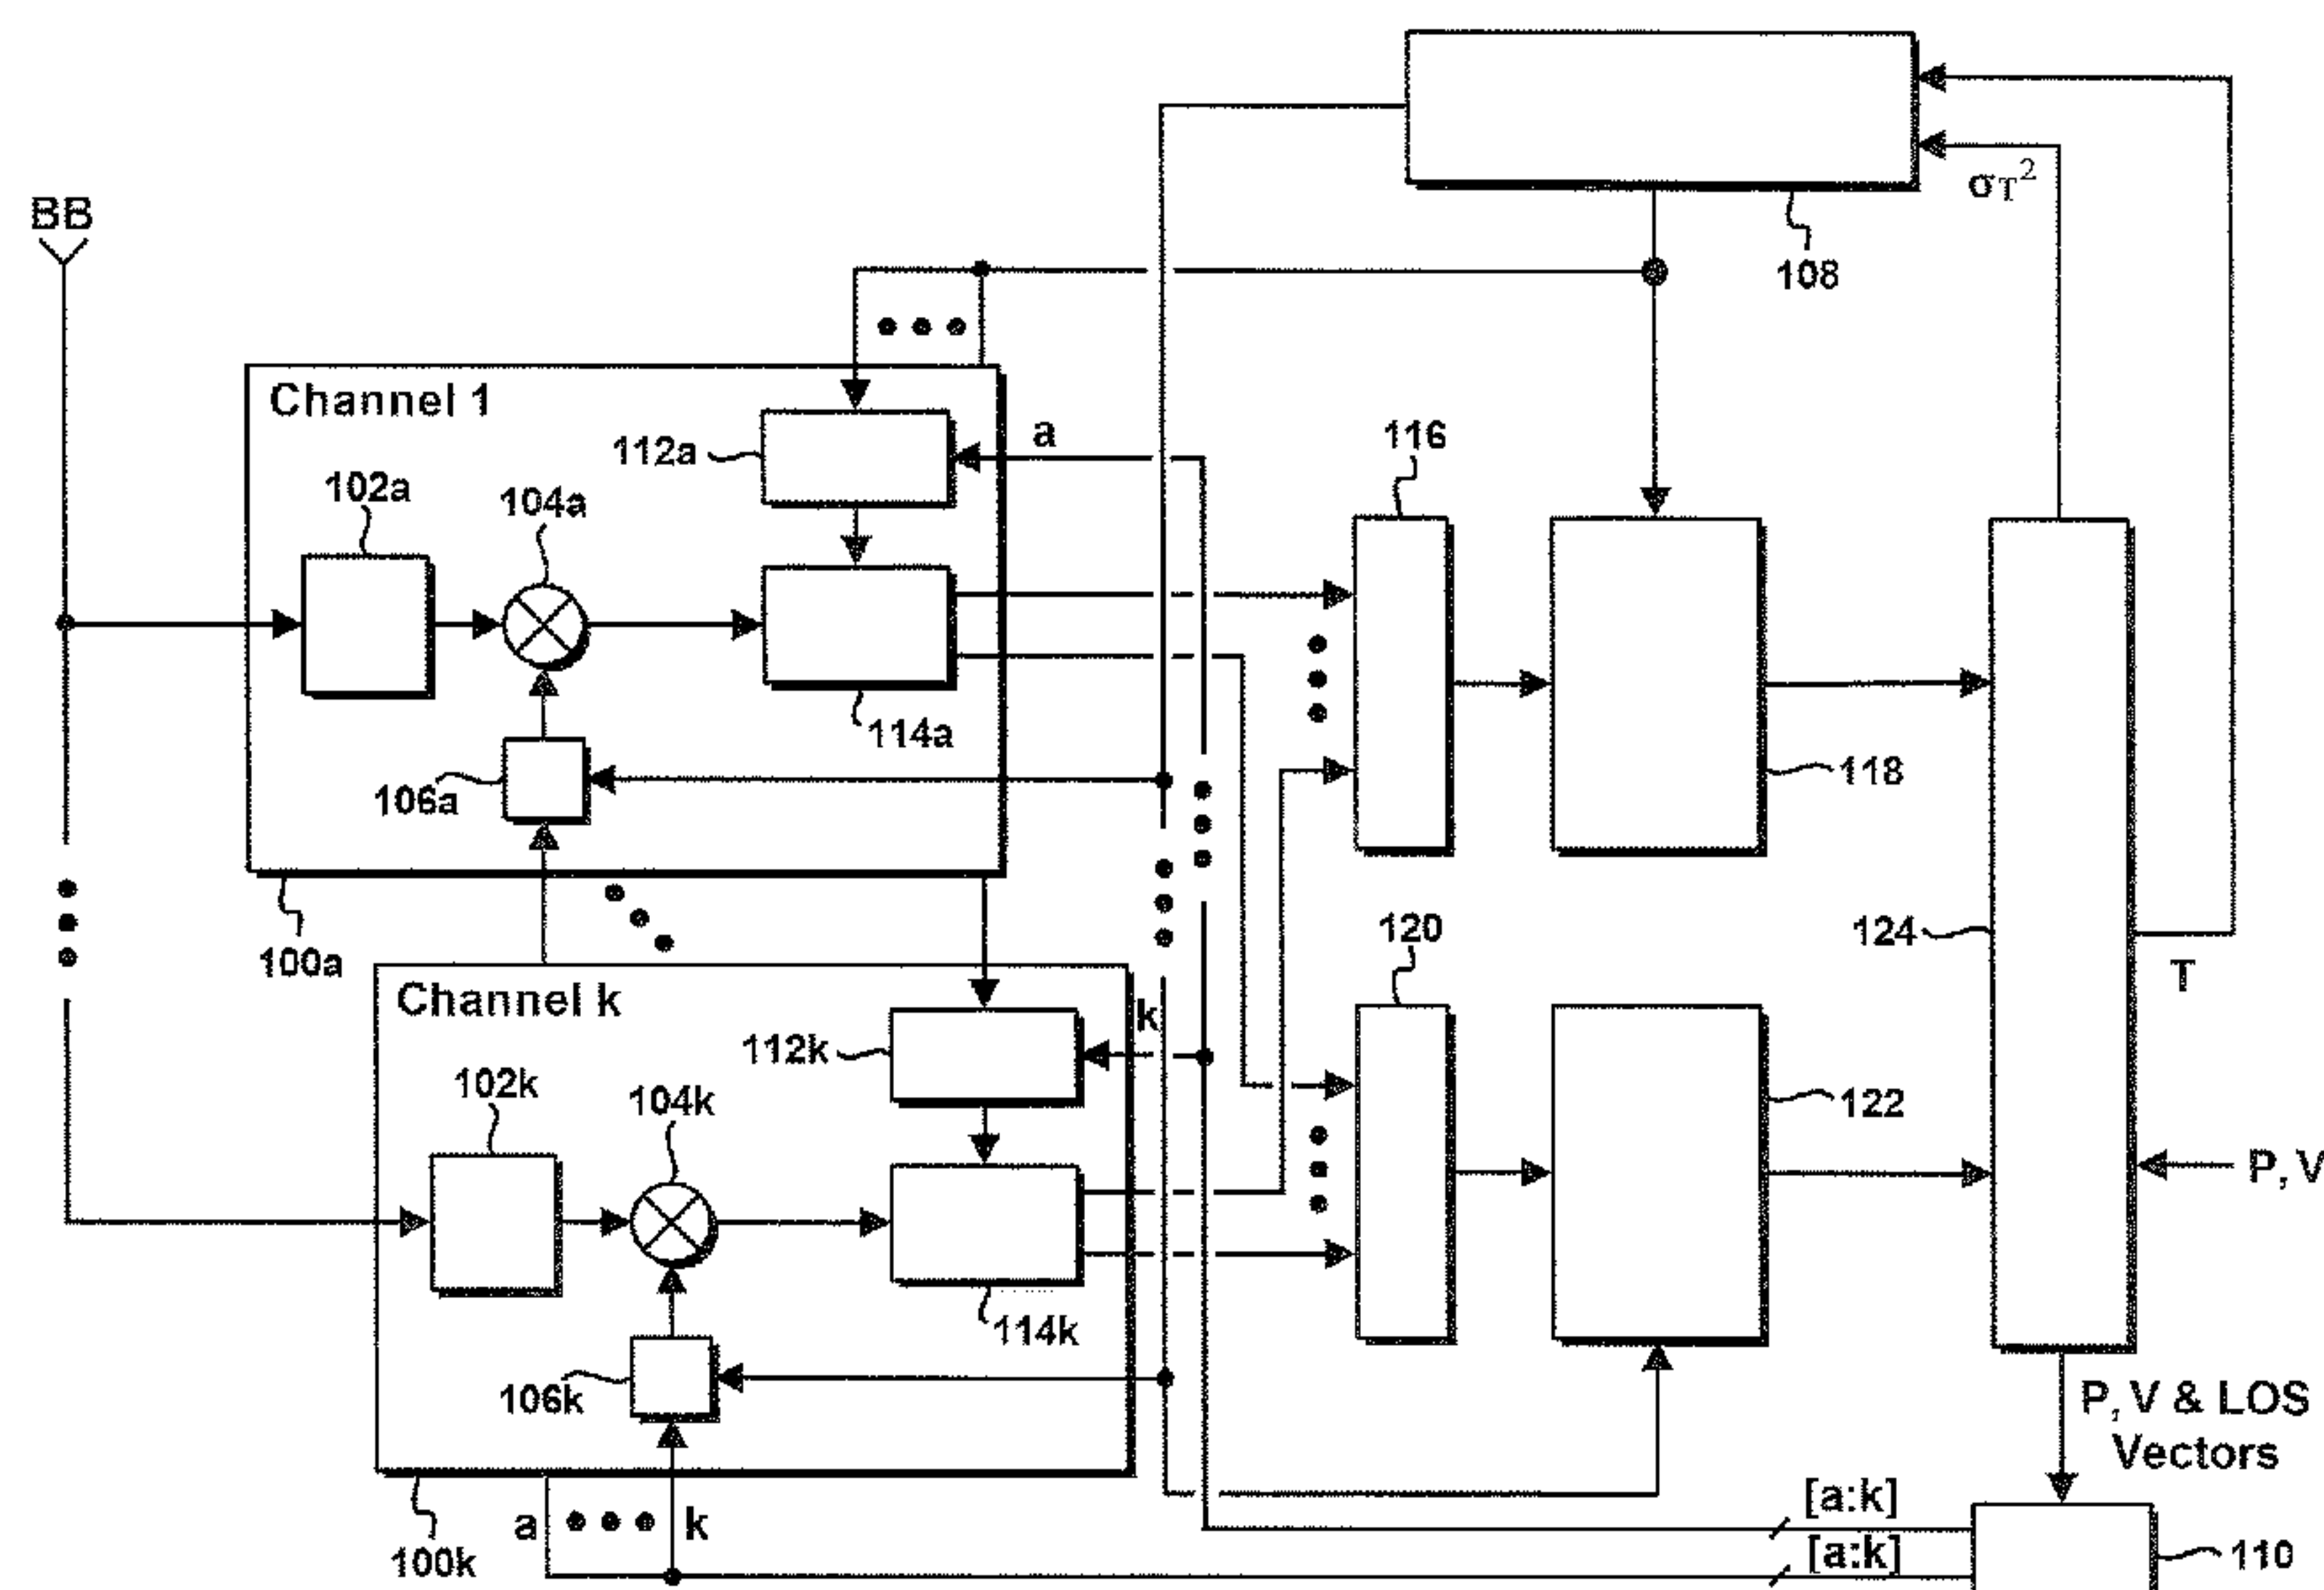 σT²
BB
108
Channel 1
112a
a
116
102a
104a
114a
118
106a
100a
120
124
T
Channel k
k
112k
102k
104k
122
P, V
114k
106k
P, V & LOS
Vectors
[a:k]
a
k
[a:k]
100k
110